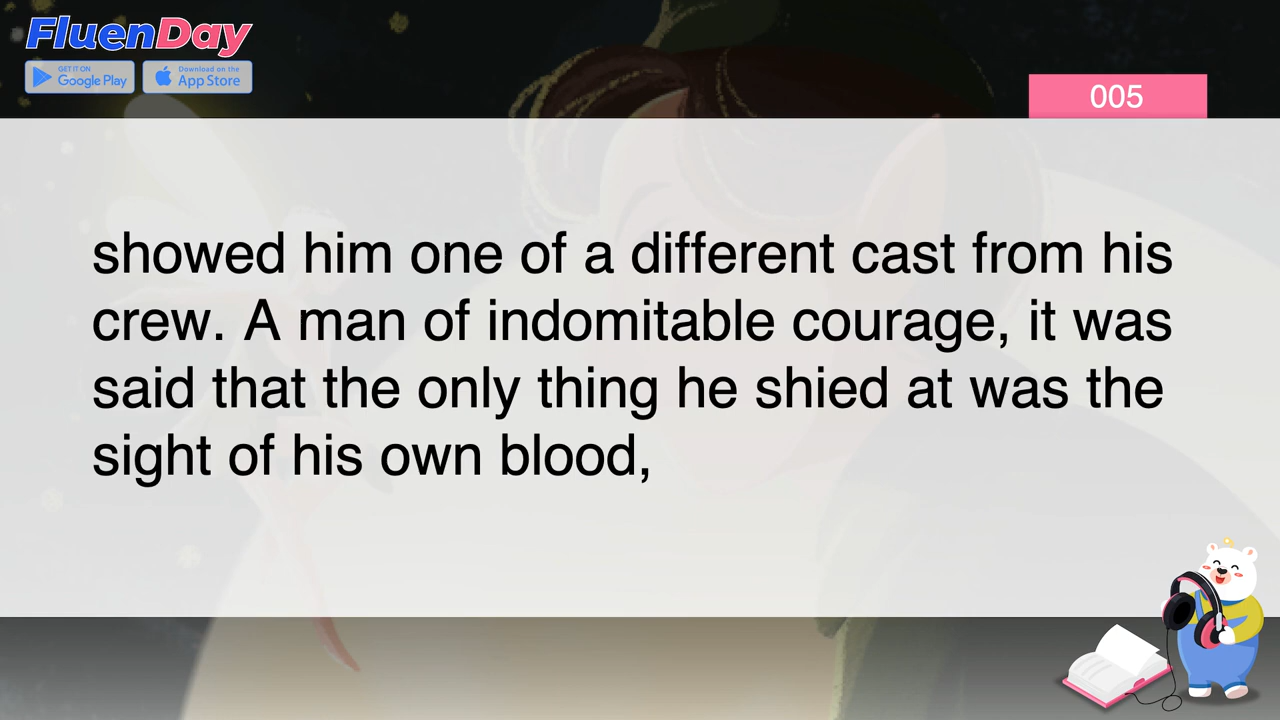 FluenDay
GET IT ON
Google Play
Download on the
App Store
005
showed him one of a different cast from his
crew. A man of indomitable courage, it was
said that the only thing he shied at was the
sight of his own blood,